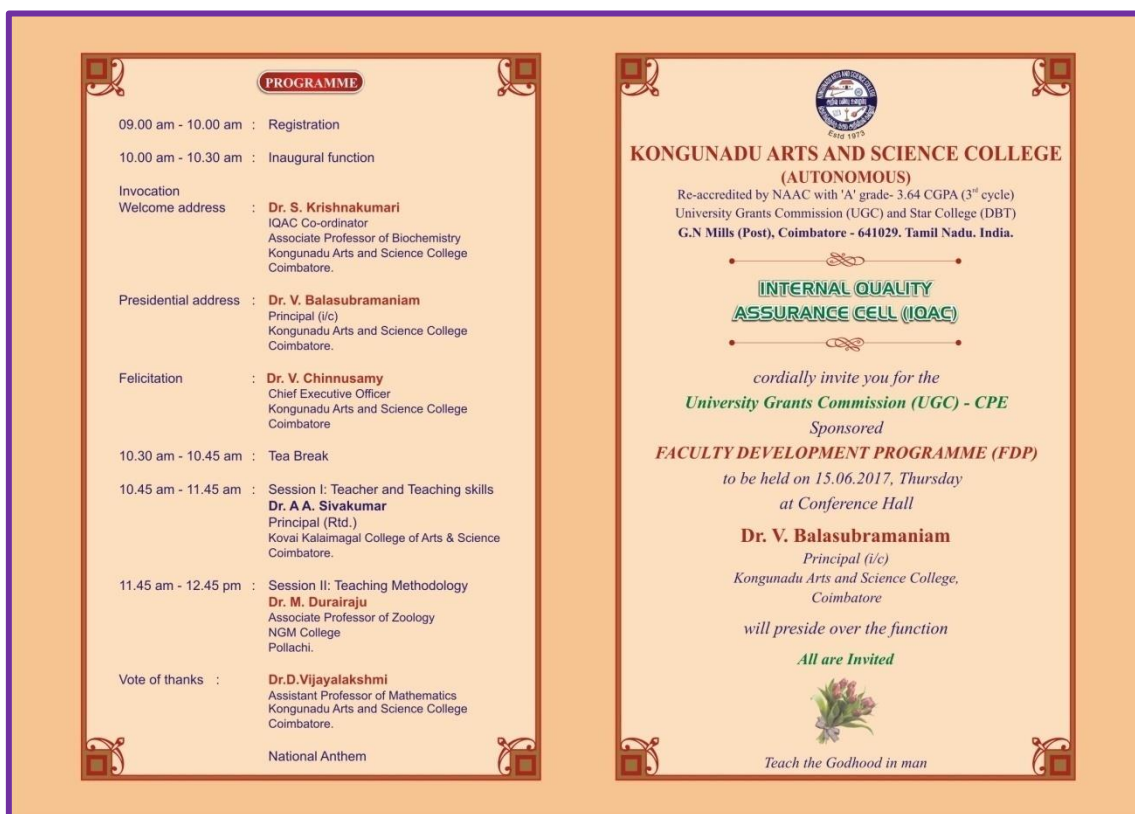 PROGRAMME
09.00 am - 10.00 am : Registration
10.00 am - 10.30 am : Inaugural function
Invocation
Welcome address : Dr. S. Krishnakumari
IQAC Co-ordinator
Associate Professor of Biochemistry
Kongunadu Arts and Science College
Coimbatore.
Presidential address : Dr. V. Balasubramaniam
Principal (i/c)
Kongunadu Arts and Science College
Coimbatore.
Felicitation : Dr. V. Chinnusamy
Chief Executive Officer
Kongunadu Arts and Science College
Coimbatore
10.30 am - 10.45 am : Tea Break
10.45 am - 11.45 am : Session I: Teacher and Teaching skills
Dr. A A. Sivakumar
Principal (Rtd.)
Kovai Kalaimagal College of Arts & Science
Coimbatore.
11.45 am - 12.45 pm : Session II: Teaching Methodology
Dr. M. Durairaju
Associate Professor of Zoology
NGM College
Pollachi.
Vote of thanks : Dr.D.Vijayalakshmi
Assistant Professor of Mathematics
Kongunadu Arts and Science College
Coimbatore.
National Anthem
Estd 1973
KONGUNADU ARTS AND SCIENCE COLLEGE
(AUTONOMOUS)
Re-accredited by NAAC with 'A' grade- 3.64 CGPA (3rd cycle)
University Grants Commission (UGC) and Star College (DBT)
G.N Mills (Post), Coimbatore - 641029. Tamil Nadu. India.
INTERNAL QUALITY
ASSURANCE CELL (IQAC)
cordially invite you for the
University Grants Commission (UGC) - CPE
Sponsored
FACULTY DEVELOPMENT PROGRAMME (FDP)
to be held on 15.06.2017, Thursday
at Conference Hall
Dr. V. Balasubramaniam
Principal (i/c)
Kongunadu Arts and Science College,
Coimbatore
will preside over the function
All are Invited
Teach the Godhood in man